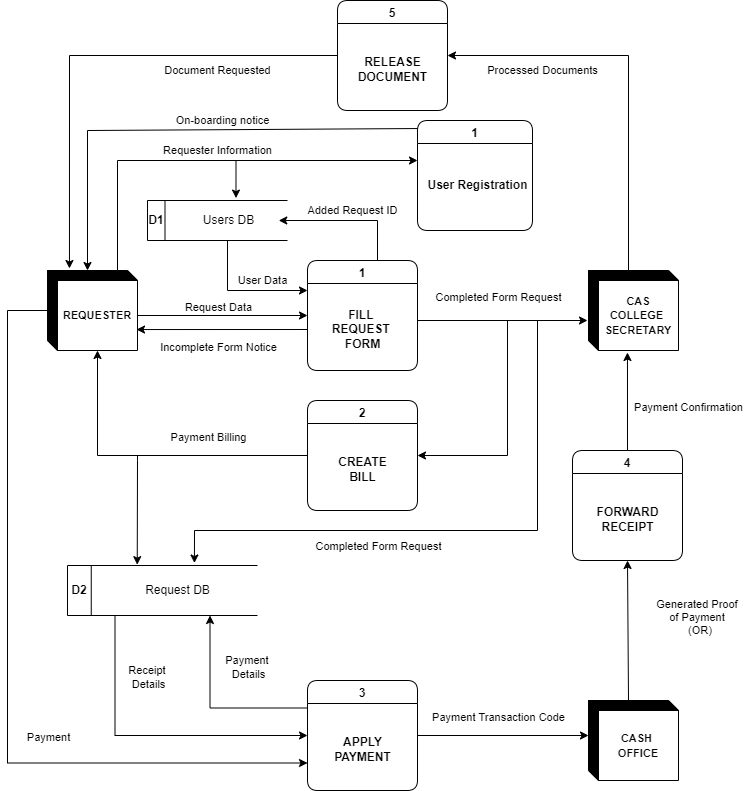 5
RELEASE
DOCUMENT
Document Requested
Processed Documents
On-boarding notice
1
User Registration
Requester Information
D1
Users DB
Added Request ID
User Data
1
FILL
REQUEST
FORM
Completed Form Request
REQUESTER
Request Data
Incomplete Form Notice
CAS
COLLEGE
SECRETARY
2
CREATE
BILL
Payment Billing
Payment Confirmation
4
FORWARD
RECEIPT
Completed Form Request
D2
Request DB
Generated Proof
of Payment
(OR)
Receipt
Details
Payment
Details
3
APPLY
PAYMENT
Payment Transaction Code
CASH
OFFICE
Payment